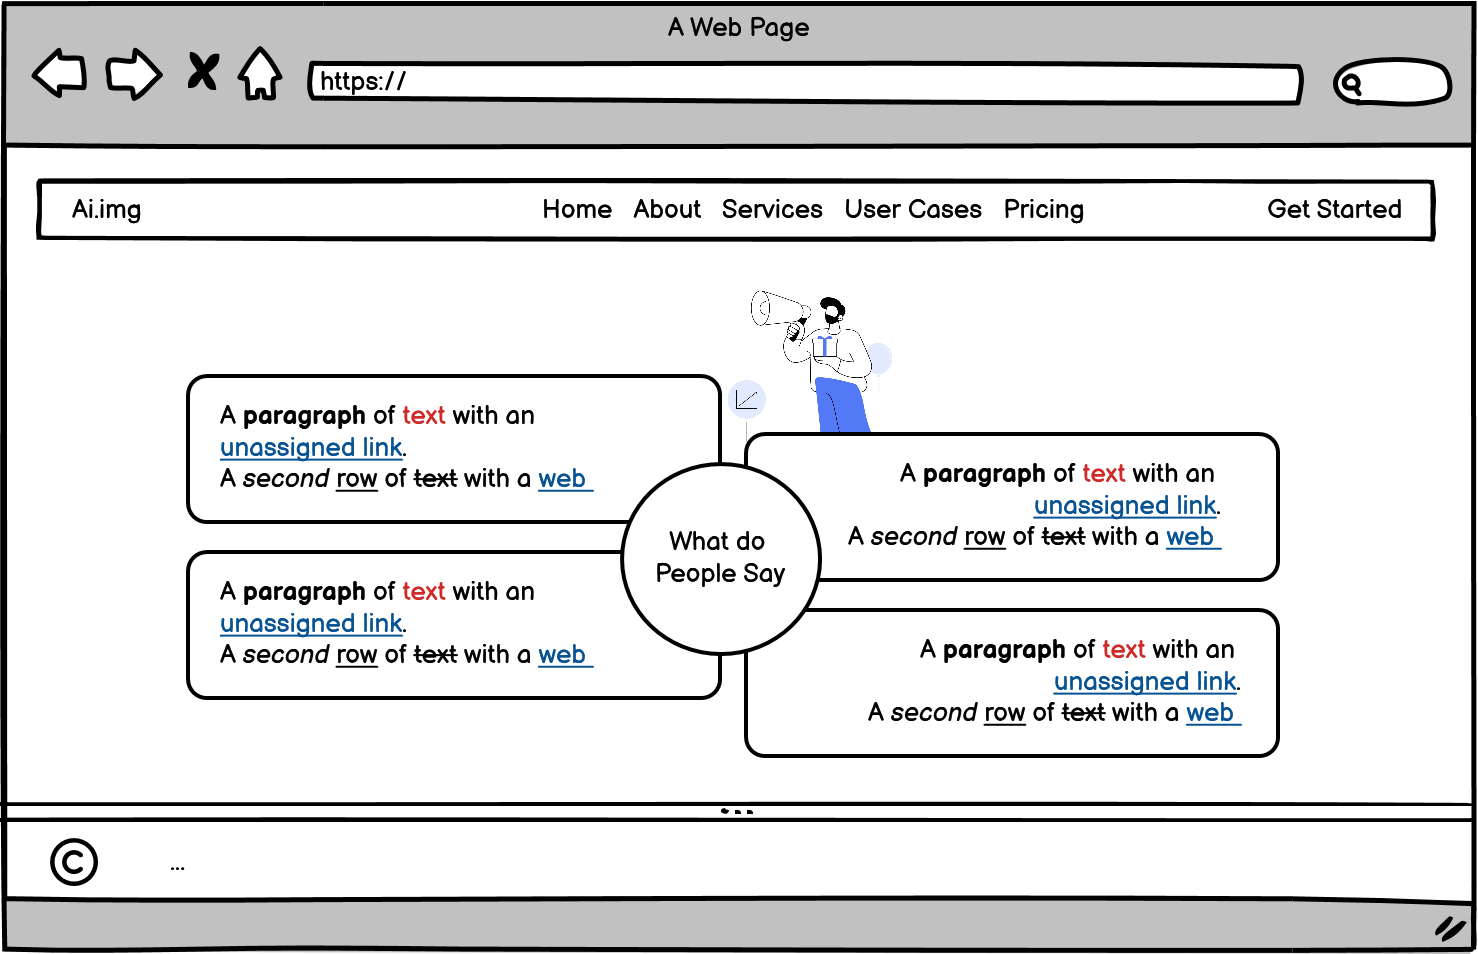 A Web Page
https://
Ai.img
Home About Services User Cases Pricing
Get Started
A paragraph of text with an
unassigned link.
A second row of text with a web
A paragraph of text with an
unassigned link.
A second row of text with a web
What do
People Say
A paragraph of text with an
unassigned link.
A second row of text with a web
A paragraph of text with an
unassigned link.
A second row of text with a web
©
...